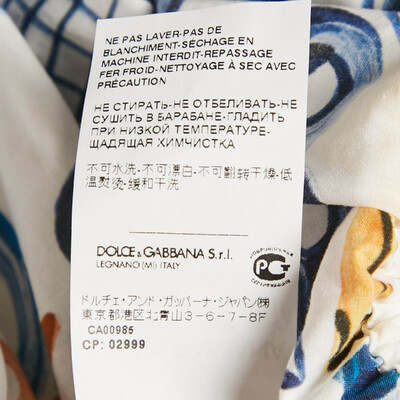 NE PAS LAVER-PAS DE
BLANCHIMENT-SÉCHAGE EN
MACHINE INTERDIT-REPASSAGE
FER FROID-NETTOYAGE À SEC AVEC
PRÉCAUTION
НЕ СТИРАТЬ-НЕ ОТБЕЛИВАТЬ-НЕ
СУШИТЬ В БАРАБАНЕ-ГЛАДИТЬ
ПРИ НИЗКОЙ ТЕМПЕРАТУРЕ-
ЩАДЯЩАЯ ХИМЧИСТКА
不可水洗-不可漂白-不可翻转干燥-低
温熨烫-缓和干洗
DOLCE & GABBANA S.r.l.
LEGNANO (MI) ITALY
PG
ドルチェ・アンド・ガッバーナ・ジャパン(株)
東京都港区北青山3-6-7-8F
CA00985
CP: 02999